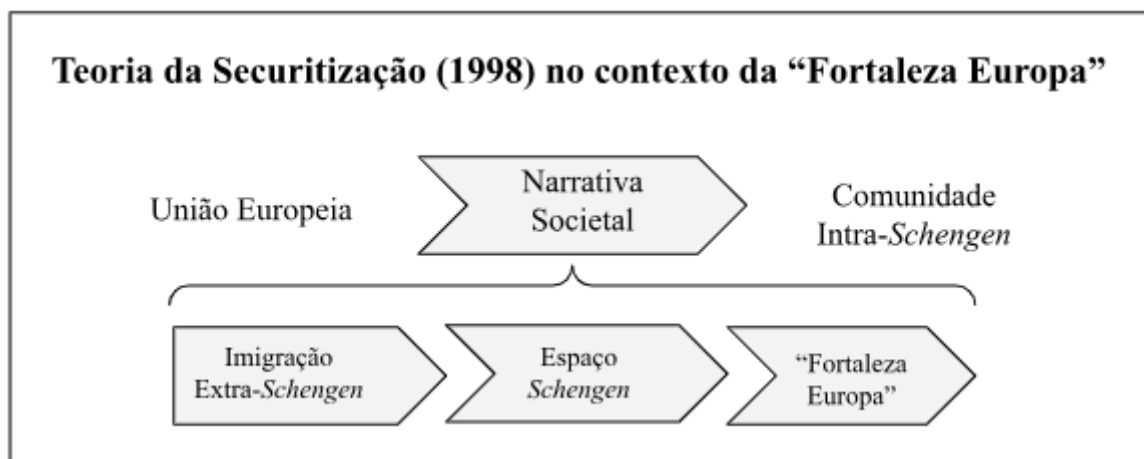 Teoria da Securitização (1998) no contexto da “Fortaleza Europa”
Narrativa
Societal
União Europeia
Comunidade
Intra-Schengen
Imigração
Extra-Schengen
Espaço
Schengen
“Fortaleza
Europa”